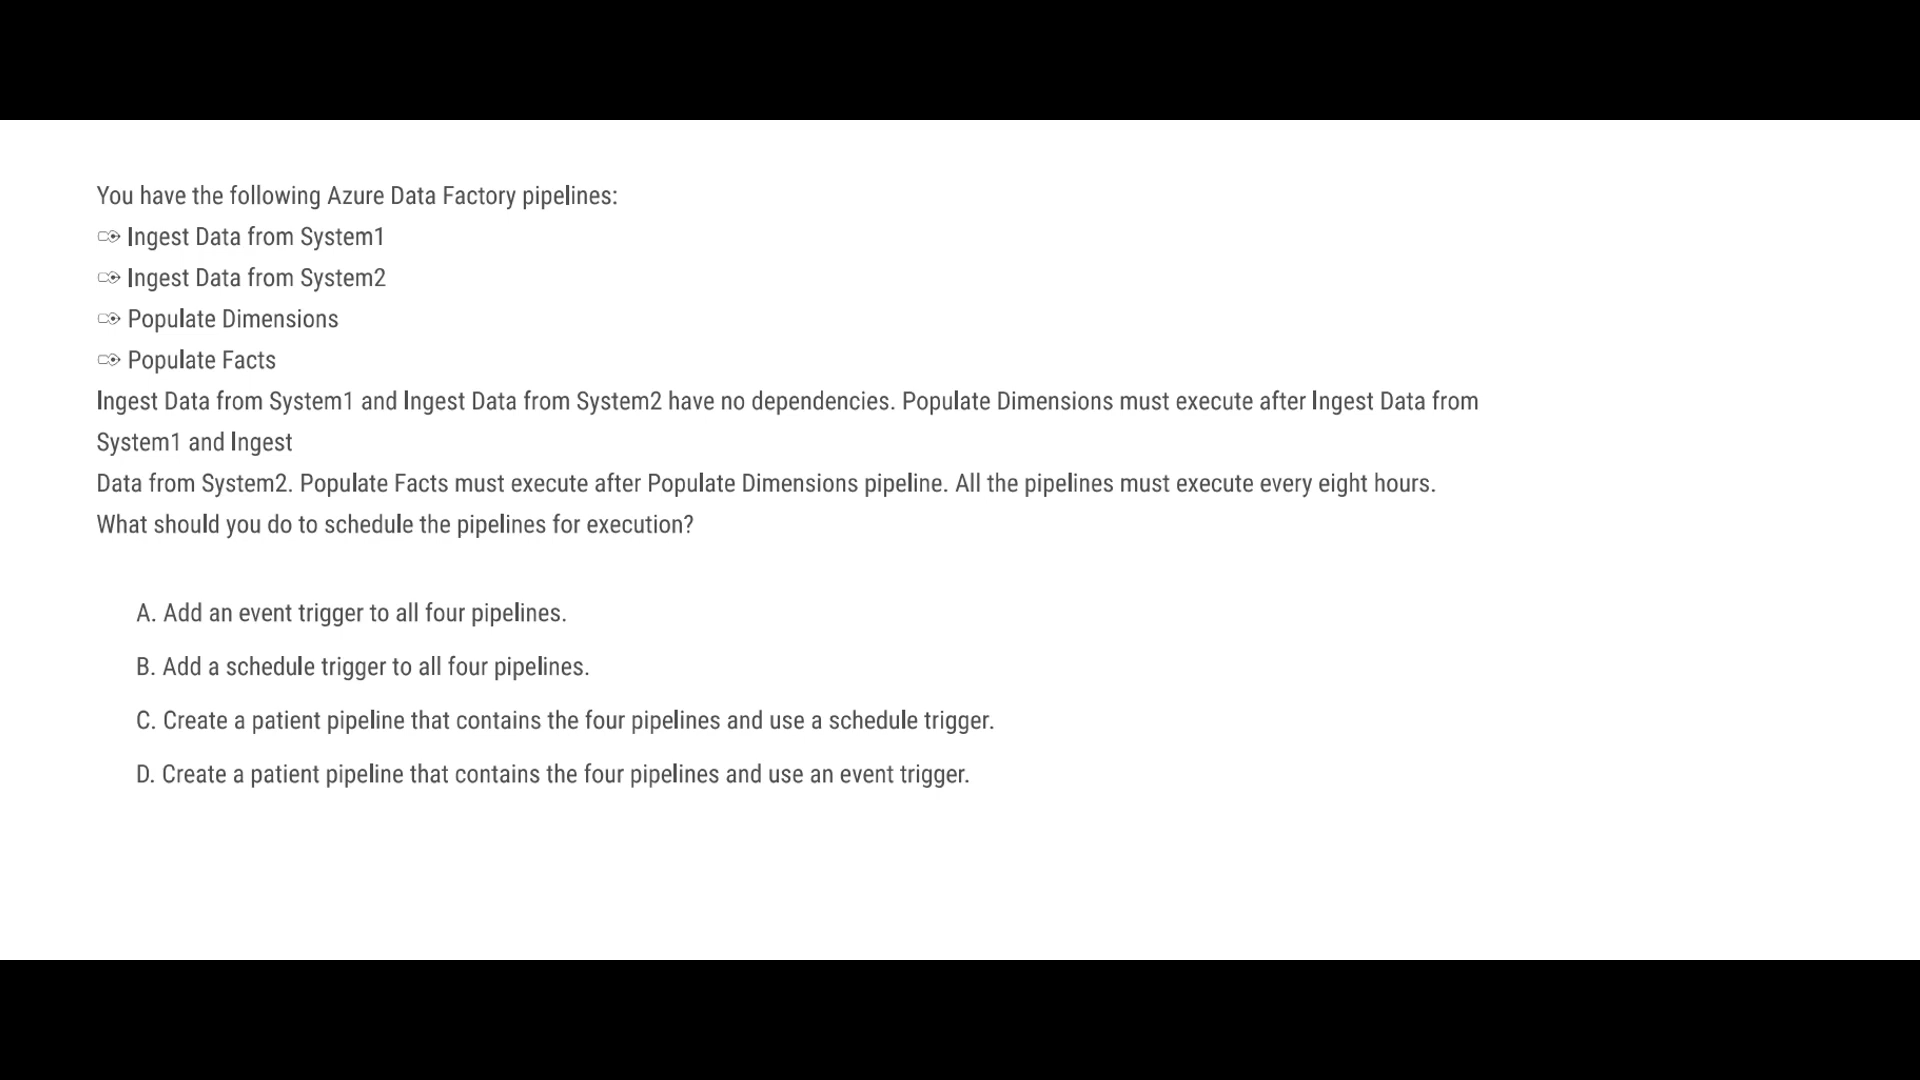 You have the following Azure Data Factory pipelines:
➪ Ingest Data from System1
➪ Ingest Data from System2
➪ Populate Dimensions
➪ Populate Facts
Ingest Data from System1 and Ingest Data from System2 have no dependencies. Populate Dimensions must execute after Ingest Data from
System1 and Ingest
Data from System2. Populate Facts must execute after Populate Dimensions pipeline. All the pipelines must execute every eight hours.
What should you do to schedule the pipelines for execution?
A. Add an event trigger to all four pipelines.
B. Add a schedule trigger to all four pipelines.
C. Create a patient pipeline that contains the four pipelines and use a schedule trigger.
D. Create a patient pipeline that contains the four pipelines and use an event trigger.